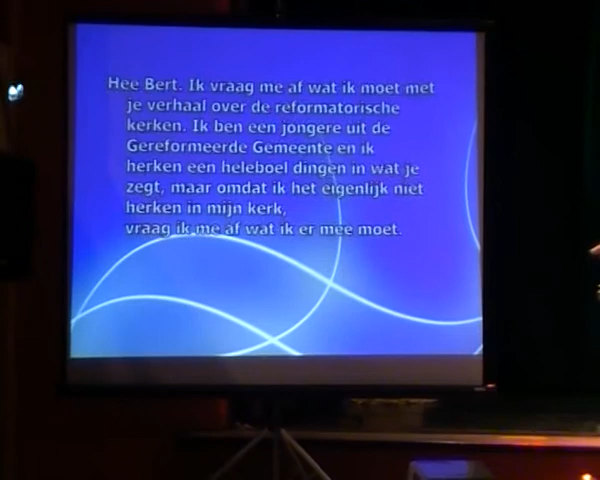 Hee Bert. Ik vraag me af wat ik moet met
je verhaal over de reformatorische
kerken. Ik ben een jongere uit de
Gereformeerde Gemeente en ik
herken een heleboel dingen in wat je
zegt, maar omdat ik het eigenlijk niet
herken in mijn kerk,
vraag ik me af wat ik er mee moet.